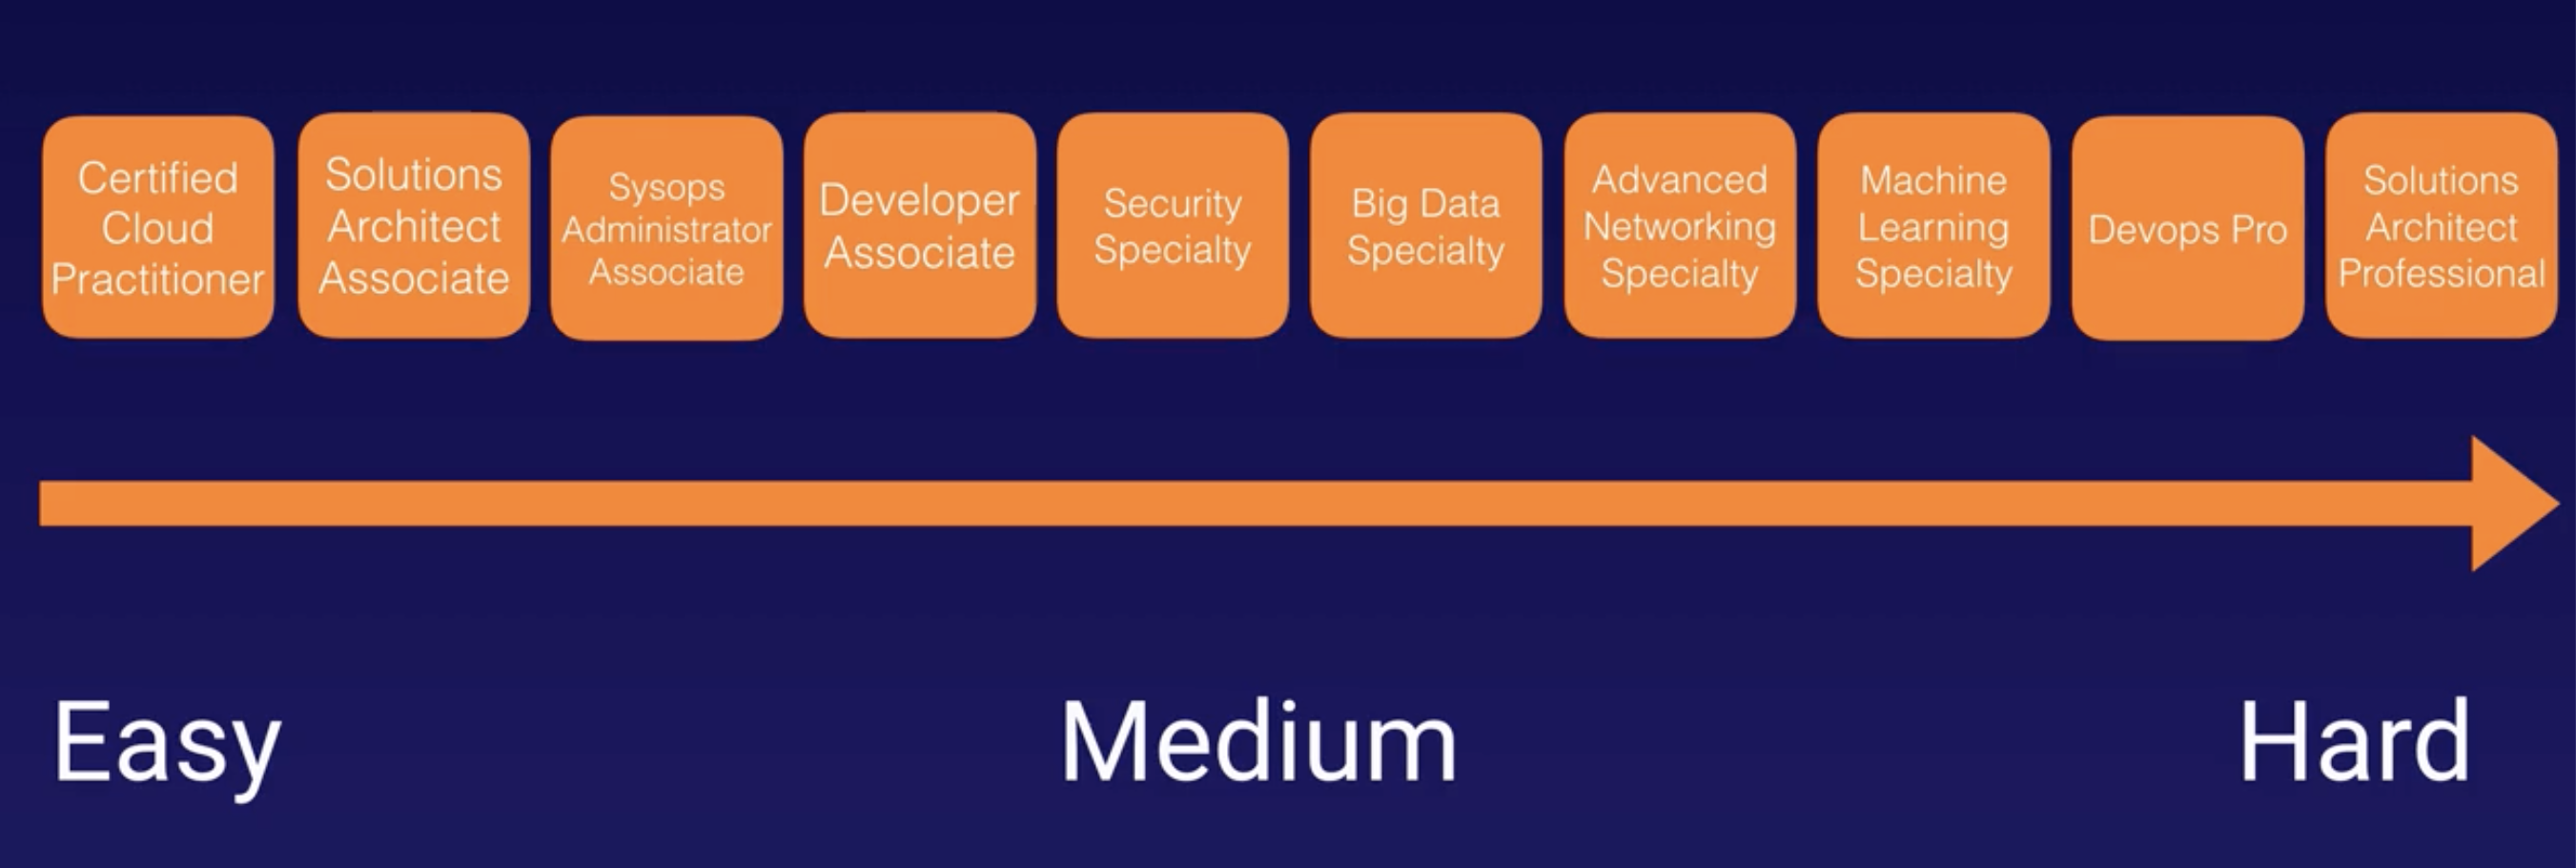 Certified
Cloud
Practitioner
Solutions
Architect
Associate
Sysops
Administrator
Associate
Developer
Associate
Security
Specialty
Big Data
Specialty
Advanced
Networking
Specialty
Machine
Learning
Specialty
Devops Pro
Solutions
Architect
Professional
Easy
Medium
Hard